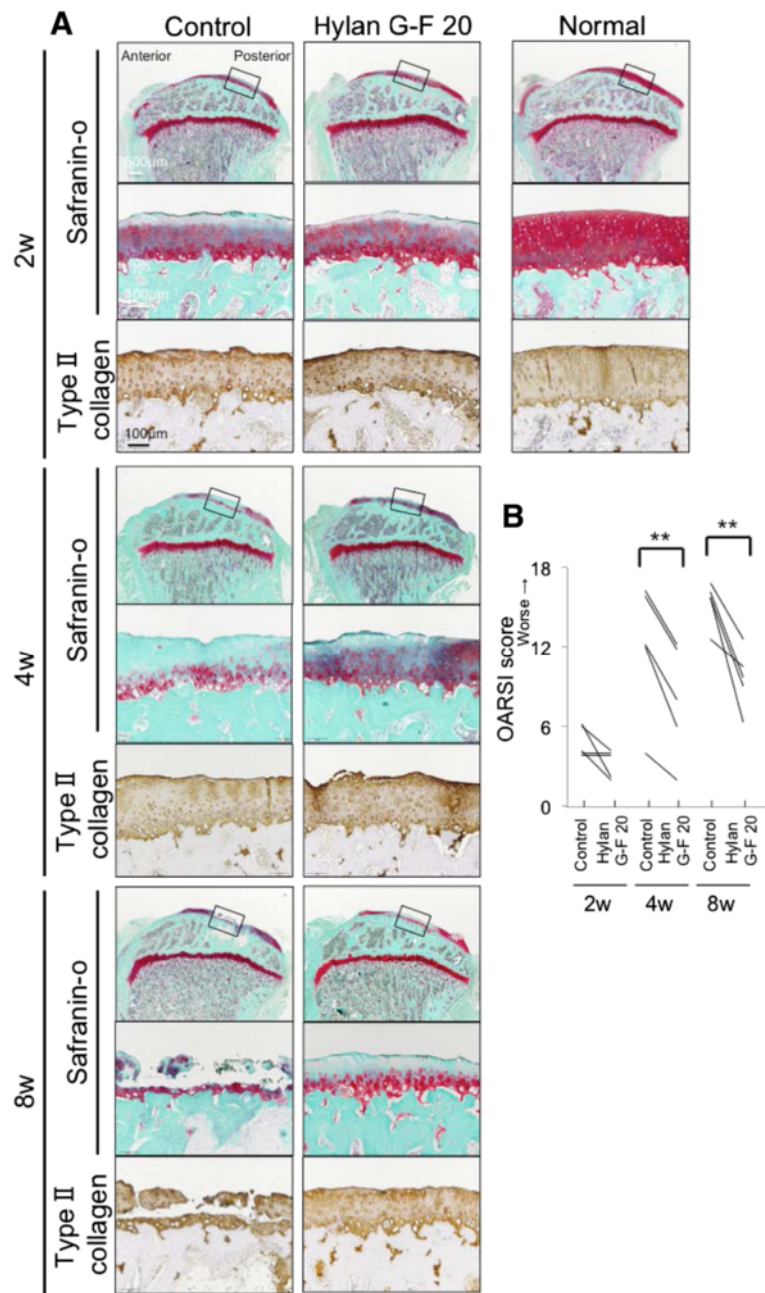 A
Control
Hylan G-F 20
Normal
Anterior
Posterior
500μm
2w
Safranin-o
100μm
Type II
collagen
100μm
4w
Safranin-o
Type II
collagen
8w
Safranin-o
Type II
collagen
B
**
**
18
12
6
0
OARSI score
Worse →
Control
Hylan
G-F 20
Control
Hylan
G-F 20
Control
Hylan
G-F 20
2w
4w
8w